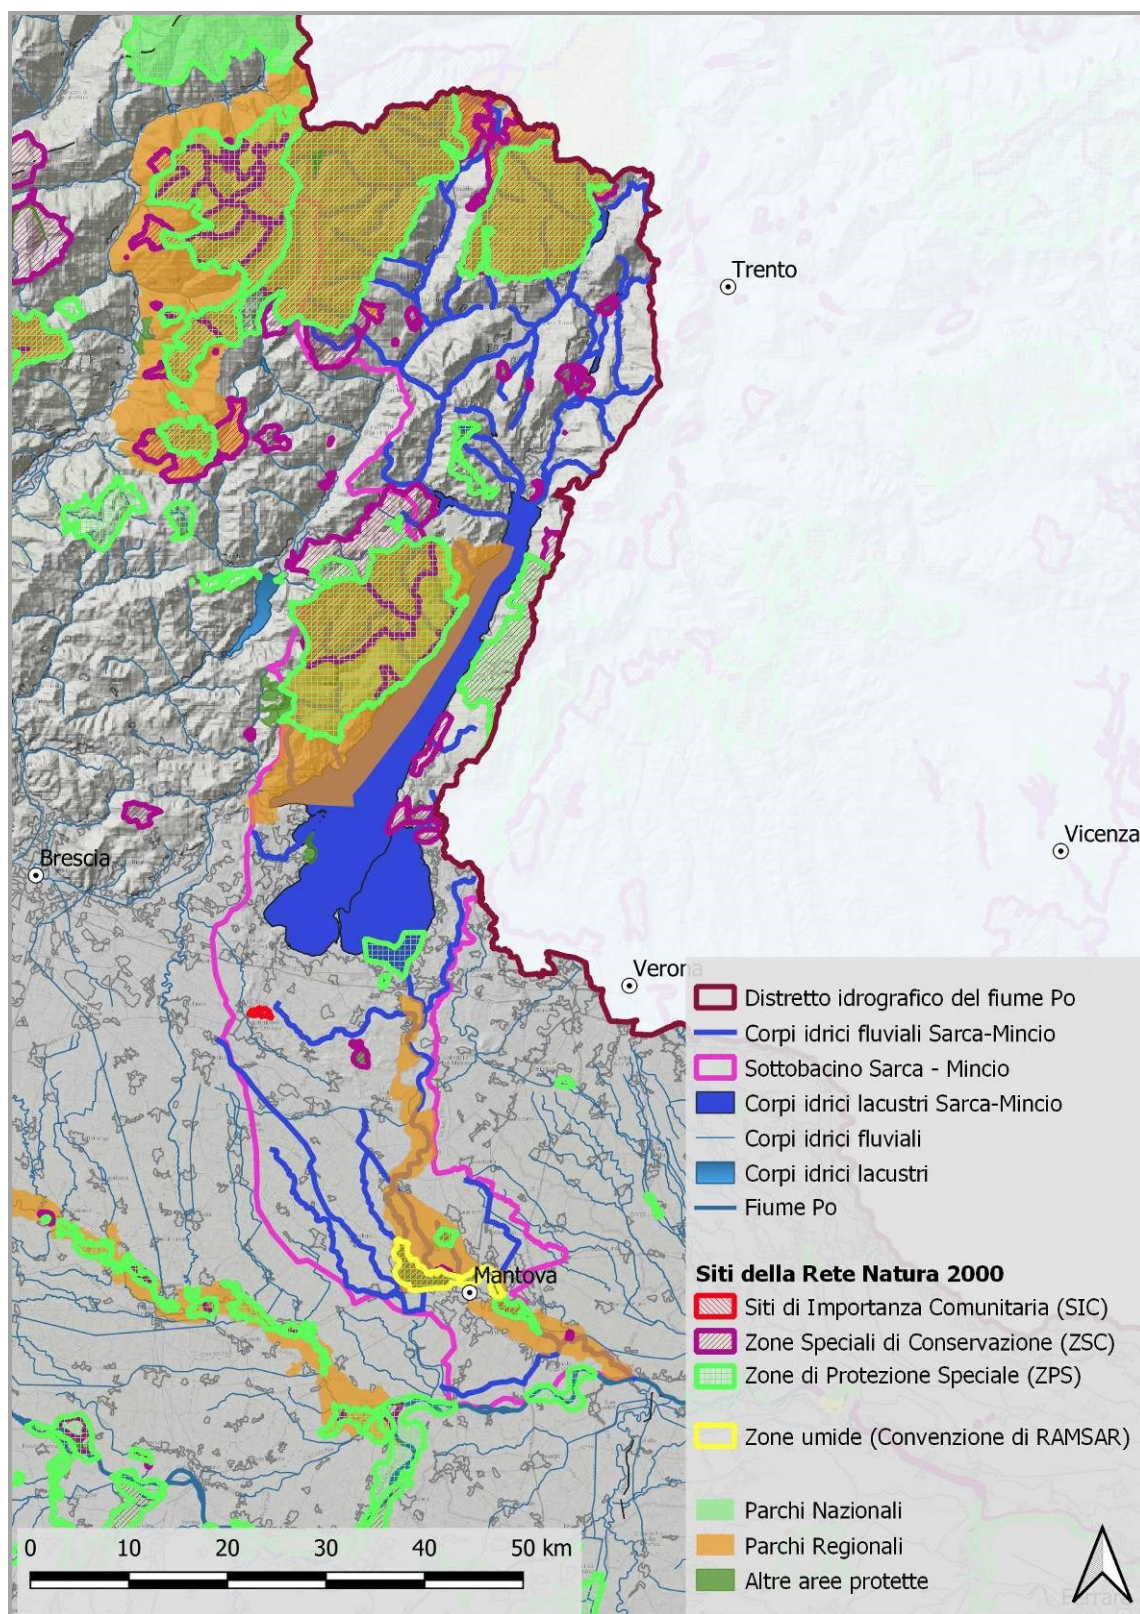 Trento
Vicenza
Brescia
Verona
Mantova
Distretto idrografico del fiume Po
Corpi idrici fluviali Sarca-Mincio
Sottobacino Sarca - Mincio
Corpi idrici lacustri Sarca-Mincio
Corpi idrici fluviali
Corpi idrici lacustri
Fiume Po
Siti della Rete Natura 2000
Siti di Importanza Comunitaria (SIC)
Zone Speciali di Conservazione (ZSC)
Zone di Protezione Speciale (ZPS)
Zone umide (Convenzione di RAMSAR)
Parchi Nazionali
Parchi Regionali
Altre aree protette
0 10 20 30 40 50 km
Ferrara